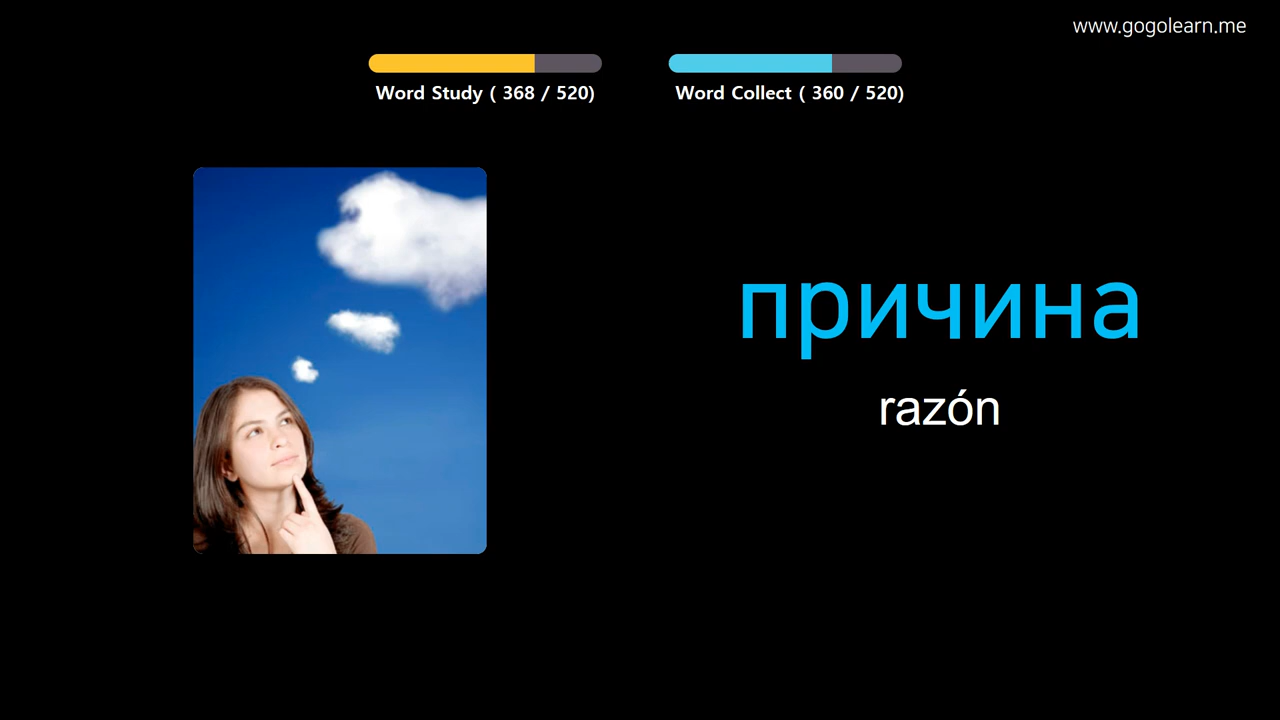 www.gogolearn.me
Word Study ( 368 / 520)
Word Collect ( 360 / 520)
причина
razón